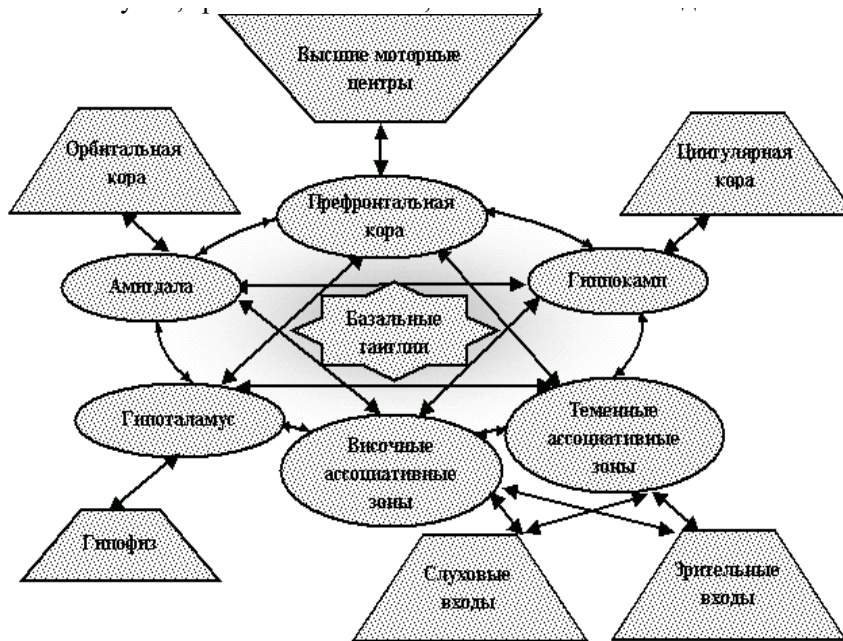 Высшие моторные
центры
Орбитальная
кора
Цингулярная
кора
Префронтальная
кора
Амигдала
Гиппокамп
Базальные
ганглии
Гипоталамус
Височные
ассоциативные
зоны
Теменные
ассоциативные
зоны
Гипофиз
Слуховые
входы
Зрительные
входы